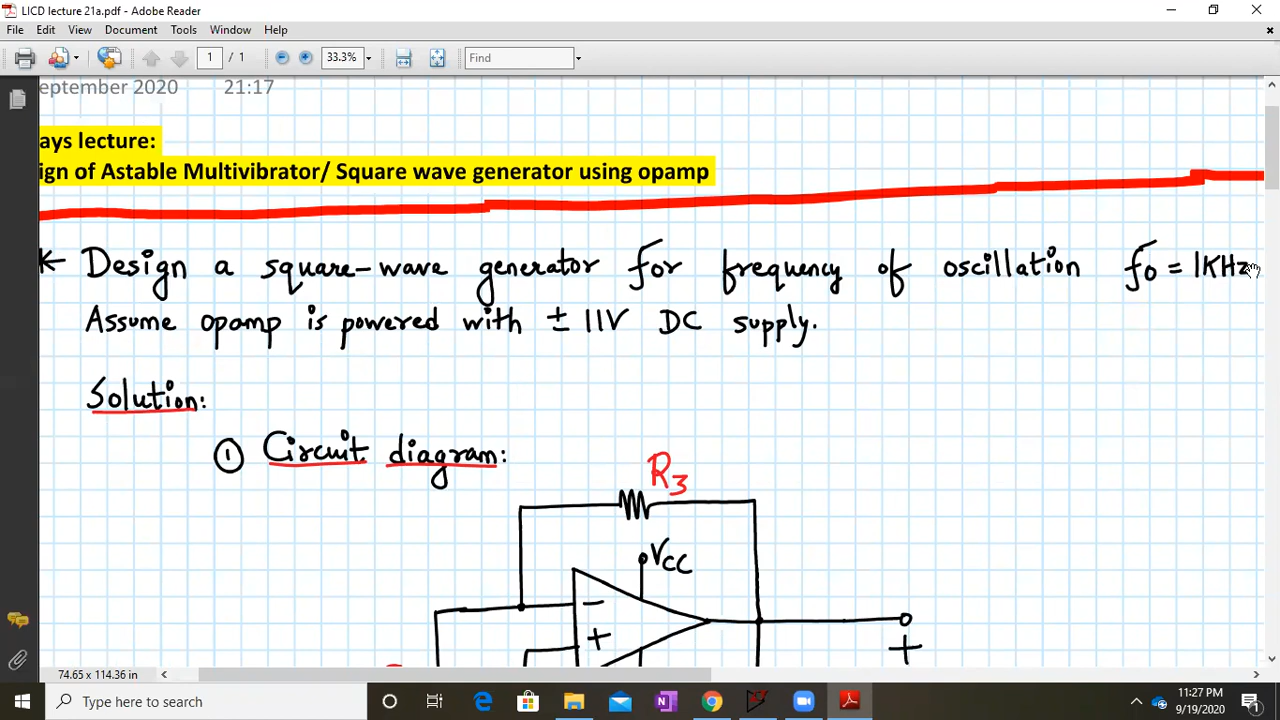 LICD lecture 21a.pdf - Adobe Reader
File Edit View Document Tools Window Help
1 / 1 33.3% Find
eptember 2020 21:17
ays lecture:
ign of Astable Multivibrator/ Square wave generator using opamp
Design a square-wave generator for frequency of oscillation fo = 1KHz
Assume opamp is powered with ± 11V DC supply.
Solution:
① Circuit diagram:
R3
VCC
−
+
+
74.65 x 114.36 in
Type here to search
11:27 PM
9/19/2020
1